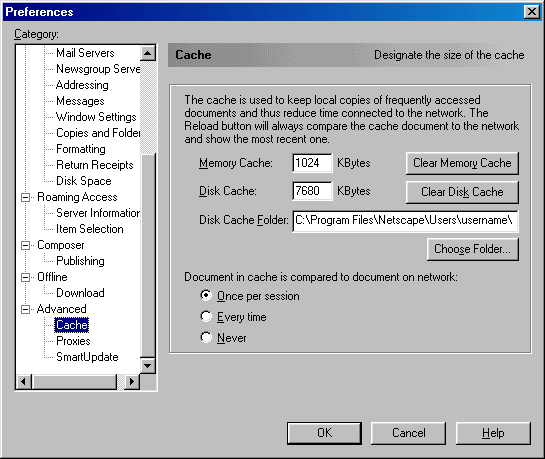 Preferences
Category:
Mail Servers
Newsgroup Serve
Addressing
Messages
Window Settings
Copies and Folder
Formatting
Return Receipts
Disk Space
Roaming Access
Server Information
Item Selection
Composer
Publishing
Offline
Download
Advanced
Cache
Proxies
SmartUpdate
Cache Designate the size of the cache
The cache is used to keep local copies of frequently accessed
documents and thus reduce time connected to the network. The
Reload button will always compare the cache document to the network
and show the most recent one.
Memory Cache: 1024 KBytes Clear Memory Cache
Disk Cache: 7680 KBytes Clear Disk Cache
Disk Cache Folder: C:\Program Files\Netscape\Users\username\
Choose Folder...
Document in cache is compared to document on network:
Once per session
Every time
Never
OK Cancel Help